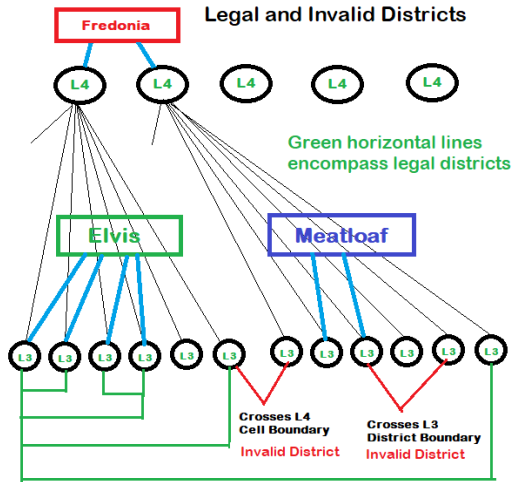 Legal and Invalid Districts
Fredonia
L4 L4 L4 L4 L4
Green horizontal lines
encompass legal districts
Elvis
Meatloaf
L3 L3 L3 L3 L3 L3 L3 L3 L3 L3 L3 L3
Crosses L4
Cell Boundary
Invalid District
Crosses L3
District Boundary
Invalid District